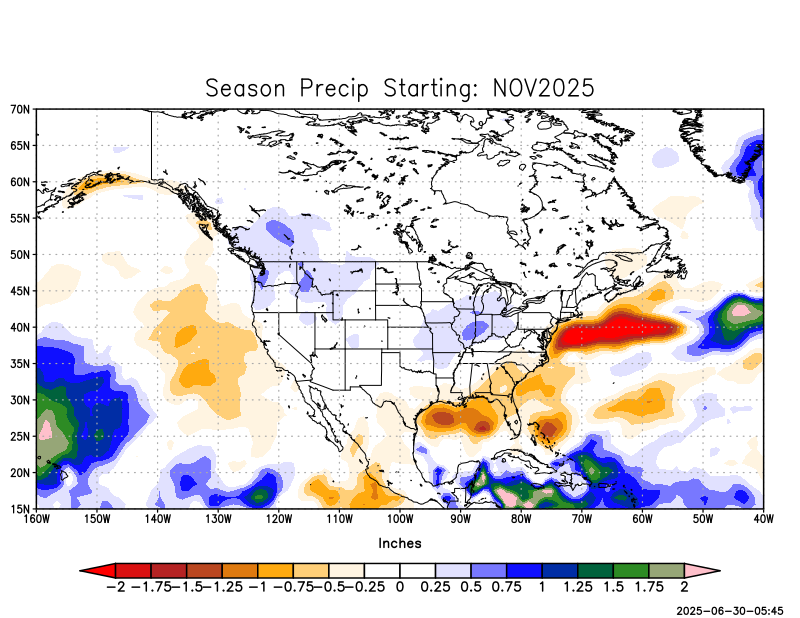 Season Precip Starting: NOV2025
70N
65N
60N
55N
50N
45N
40N
35N
30N
25N
20N
15N
160W 150W 140W 130W 120W 110W 100W 90W 80W 70W 60W 50W 40W
Inches
-2 -1.75 -1.5 -1.25 -1 -0.75 -0.5 -0.25 0 0.25 0.5 0.75 1 1.25 1.5 1.75 2
2025-06-30-05:45